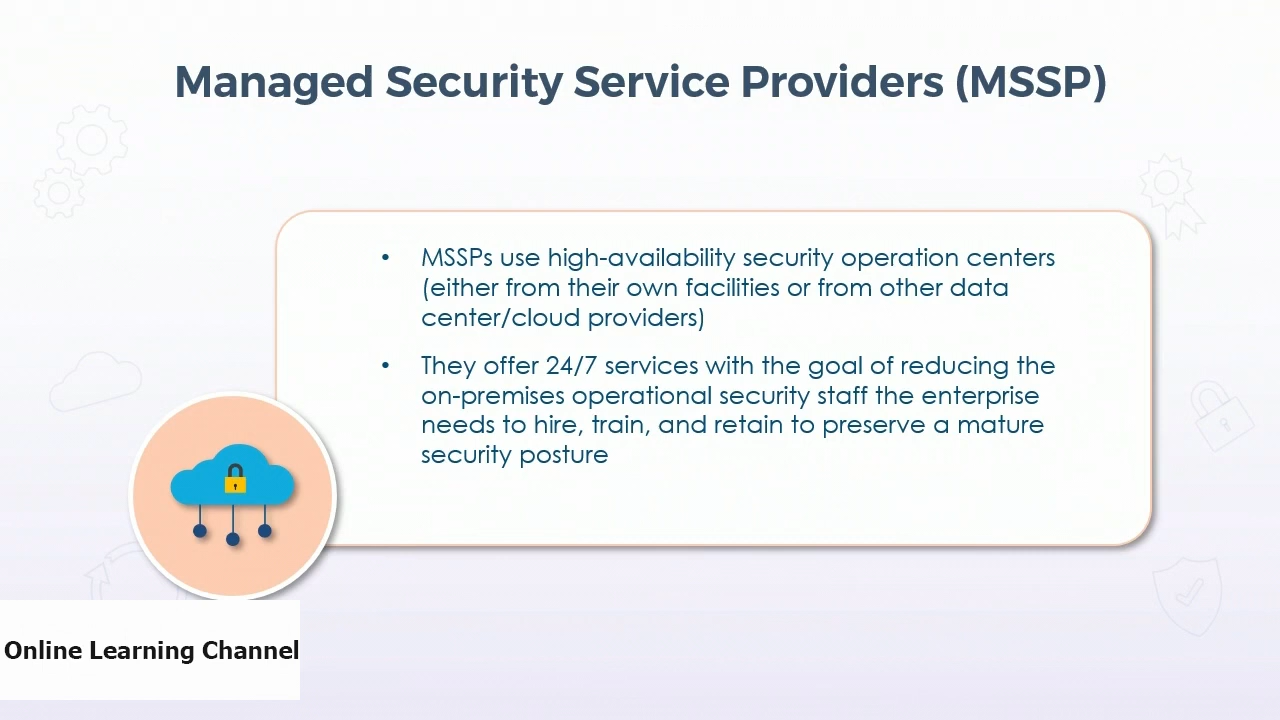 Managed Security Service Providers (MSSP)
• MSSPs use high-availability security operation centers
(either from their own facilities or from other data
center/cloud providers)
• They offer 24/7 services with the goal of reducing the
on-premises operational security staff the enterprise
needs to hire, train, and retain to preserve a mature
security posture
Online Learning Channel